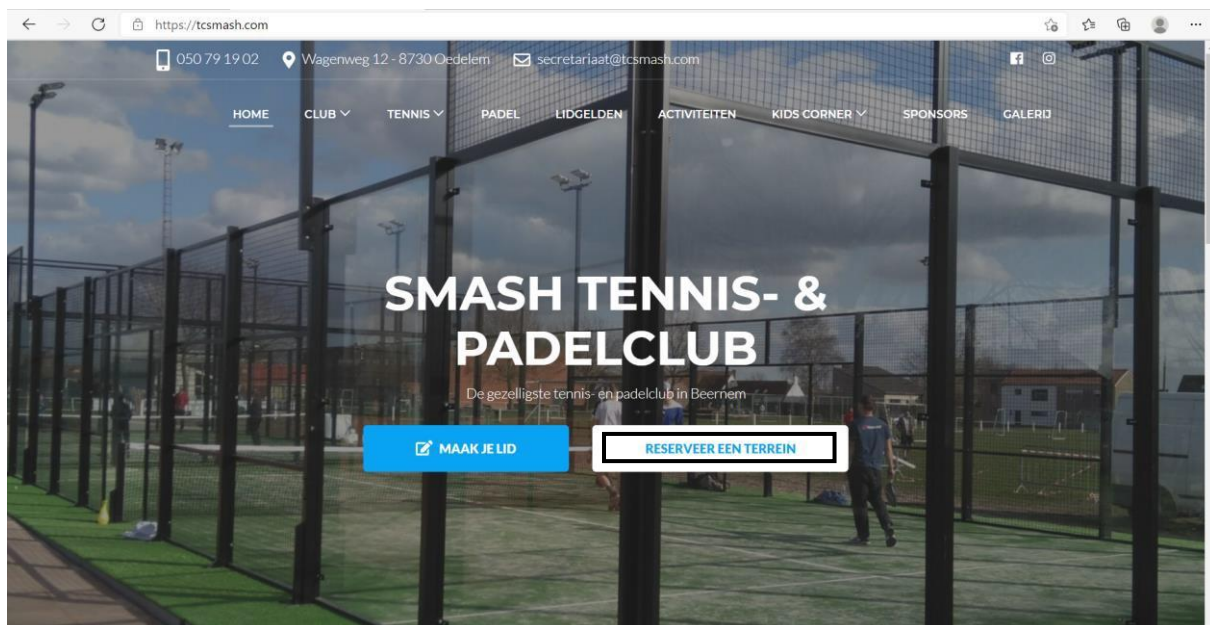 https://tcsmash.com
050 79 19 02 Wagenweg 12 - 8730 Oedelem secretariaat@tcsmash.com
HOME CLUB TENNIS PADEL LIDGELDEN ACTIVITEITEN KIDS CORNER SPONSORS GALERIJ
SMASH TENNIS- &
PADELCLUB
De gezelligste tennis- en padelclub in Beernem
MAAK JE LID RESERVEER EEN TERREIN